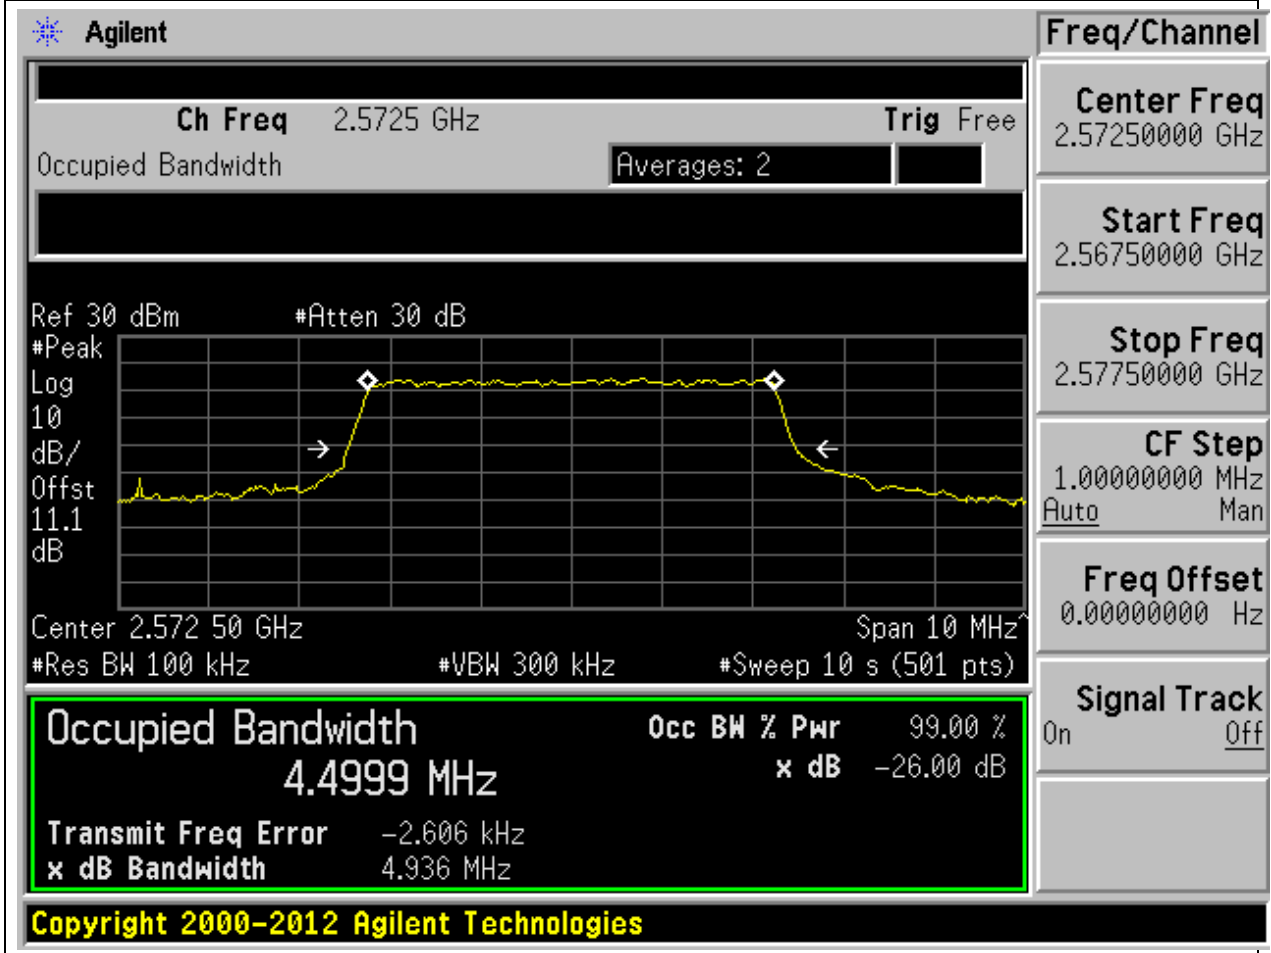 Agilent
Freq/Channel
Ch Freq 2.5725 GHz Trig Free
Occupied Bandwidth Averages: 2
Center Freq
2.57250000 GHz
Start Freq
2.56750000 GHz
Stop Freq
2.57750000 GHz
CF Step
1.00000000 MHz
Auto Man
Freq Offset
0.00000000 Hz
Signal Track
On Off
Ref 30 dBm #Atten 30 dB
#Peak
Log
10
dB/
Offst
11.1
dB
Center 2.572 50 GHz Span 10 MHz^
#Res BW 100 kHz #VBW 300 kHz #Sweep 10 s (501 pts)
Occupied Bandwidth Occ BW % Pwr 99.00 %
4.4999 MHz x dB -26.00 dB
Transmit Freq Error -2.606 kHz
x dB Bandwidth 4.936 MHz
Copyright 2000-2012 Agilent Technologies